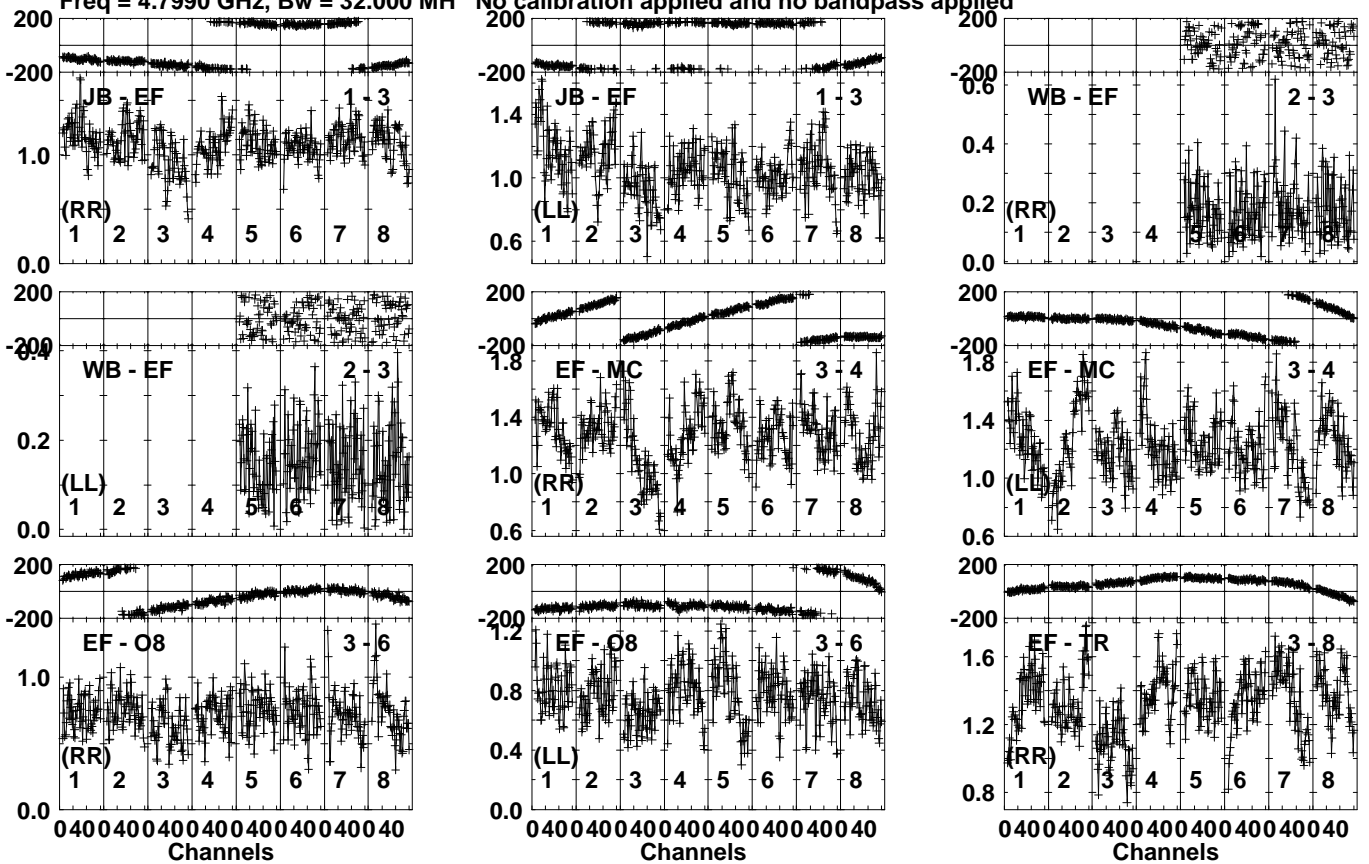 Freq = 4.7990 GHz, Bw = 32.000 MH No calibration applied and no bandpass applied
200 200 200
-200 -200 -200
JB - EF 1 - 3 JB - EF 1 - 3 WB - EF 2 - 3
0.6
1.4 0.4
1.0 1.0 0.2
(RR) (LL) (RR)
1 2 3 4 5 6 7 8 1 2 3 4 5 6 7 8 1 2 3 4 5 6 7 8
0.6
0.0 0.0
200 200 200
-200 -200 -200
0.4 1.8 1.8
WB - EF 2 - 3 EF - MC 3 - 4 EF - MC 3 - 4
1.4 1.4
0.2 1.0 1.0
(LL) (RR) (LL)
1 2 3 4 5 6 7 8 1 2 3 4 5 6 7 8 1 2 3 4 5 6 7 8
0.0 0.6 0.6
200 200 200
-200 -200 -200
1.2
EF - O8 3 - 6 EF - O8 3 - 6 EF - TR 3 - 8
1.6
1.0 0.8 1.2
0.4
(RR) (LL) (RR)
1 2 3 4 5 6 7 8 1 2 3 4 5 6 7 8 1 2 3 4 5 6 7 8
0.8
0.0 0.0
0 40 0 40 0 40 0 40 0 40 0 40 0 40 0 40 0 40 0 40 0 40 0 40 0 40 0 40 0 40 0 40 0 40 0 40 0 40 0 40 0 40 0 40 0 40 0 40
Channels Channels Channels